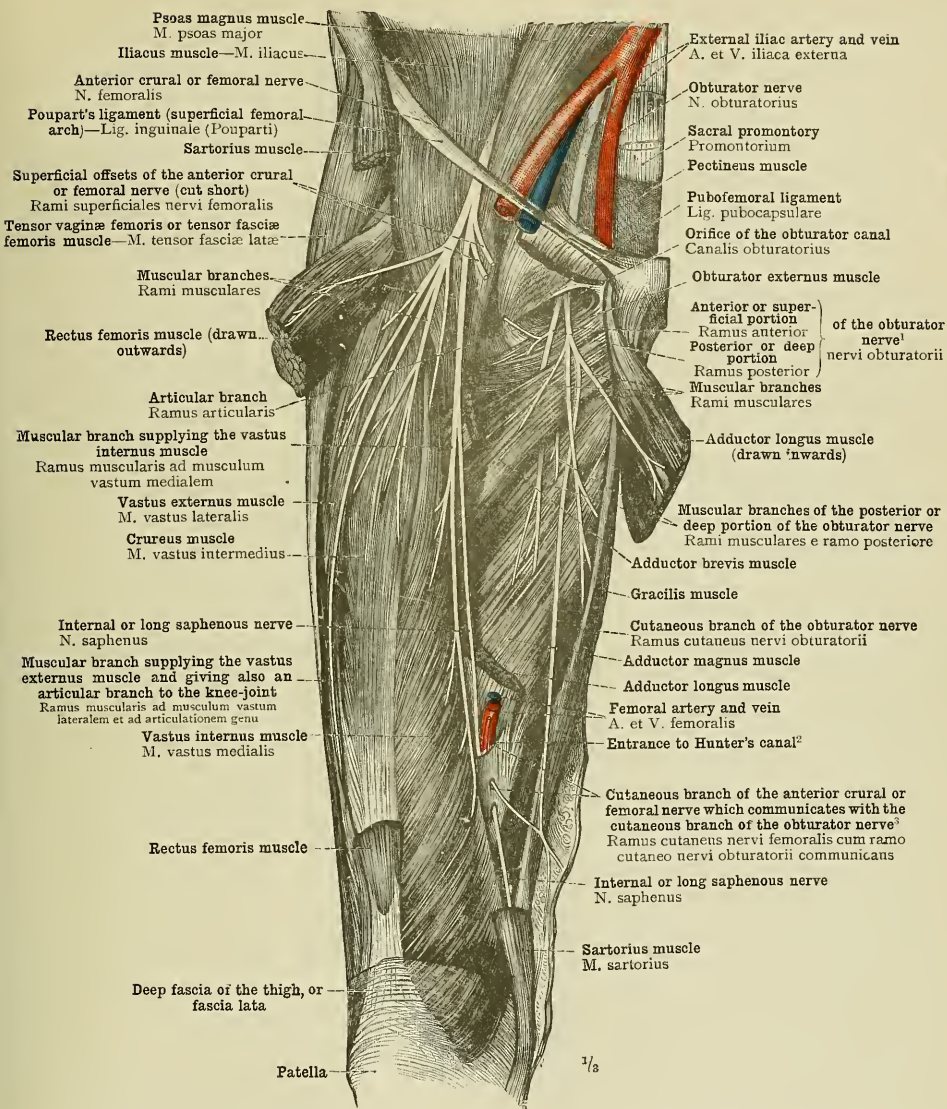 Psoas magnus muscle
M. psoas major
Iliacus muscle—M. iliacus
Anterior crural or femoral nerve
N. femoralis
Poupart's ligament (superficial femoral
arch)—Lig. inguinale (Pouparti)
Sartorius muscle
Superficial offsets of the anterior crural
or femoral nerve (cut short)
Rami superficiales nervi femoralis
Tensor vaginæ femoris or tensor fasciæ
femoris muscle—M. tensor fasciæ latæ
Muscular branches
Rami musculares
Rectus femoris muscle (drawn
outwards)
Articular branch
Ramus articularis
Muscular branch supplying the vastus
internus muscle
Ramus muscularis ad musculum
vastum medialem
Vastus externus muscle
M. vastus lateralis
Crureus muscle
M. vastus intermedius
Internal or long saphenous nerve
N. saphenus
Muscular branch supplying the vastus
externus muscle and giving also an
articular branch to the knee-joint
Ramus muscularis ad musculum vastum
lateralem et ad articulationem genu
Vastus internus muscle
M. vastus medialis
Rectus femoris muscle
Deep fascia of the thigh, or
fascia lata
Patella
External iliac artery and vein
A. et V. iliaca externa
Obturator nerve
N. obturatorius
Sacral promontory
Promontorium
Pectineus muscle
Pubofemoral ligament
Lig. pubocapsulare
Orifice of the obturator canal
Canalis obturatorius
Obturator externus muscle
Anterior or super-
ficial portion
Ramus anterior
Posterior or deep
portion
Ramus posterior
of the obturator
nerve¹
nervi obturatorii
Muscular branches
Rami musculares
Adductor longus muscle
(drawn inwards)
Muscular branches of the posterior or
deep portion of the obturator nerve
Rami musculares e ramo posteriore
Adductor brevis muscle
Gracilis muscle
Cutaneous branch of the obturator nerve
Ramus cutaneus nervi obturatorii
Adductor magnus muscle
Adductor longus muscle
Femoral artery and vein
A. et V. femoralis
Entrance to Hunter's canal²
Cutaneous branch of the anterior crural or
femoral nerve which communicates with the
cutaneous branch of the obturator nerve³
Ramus cutaneus nervi femoralis cum ramo
cutaneo nervi obturatorii communicans
Internal or long saphenous nerve
N. saphenus
Sartorius muscle
M. sartorius
1/3